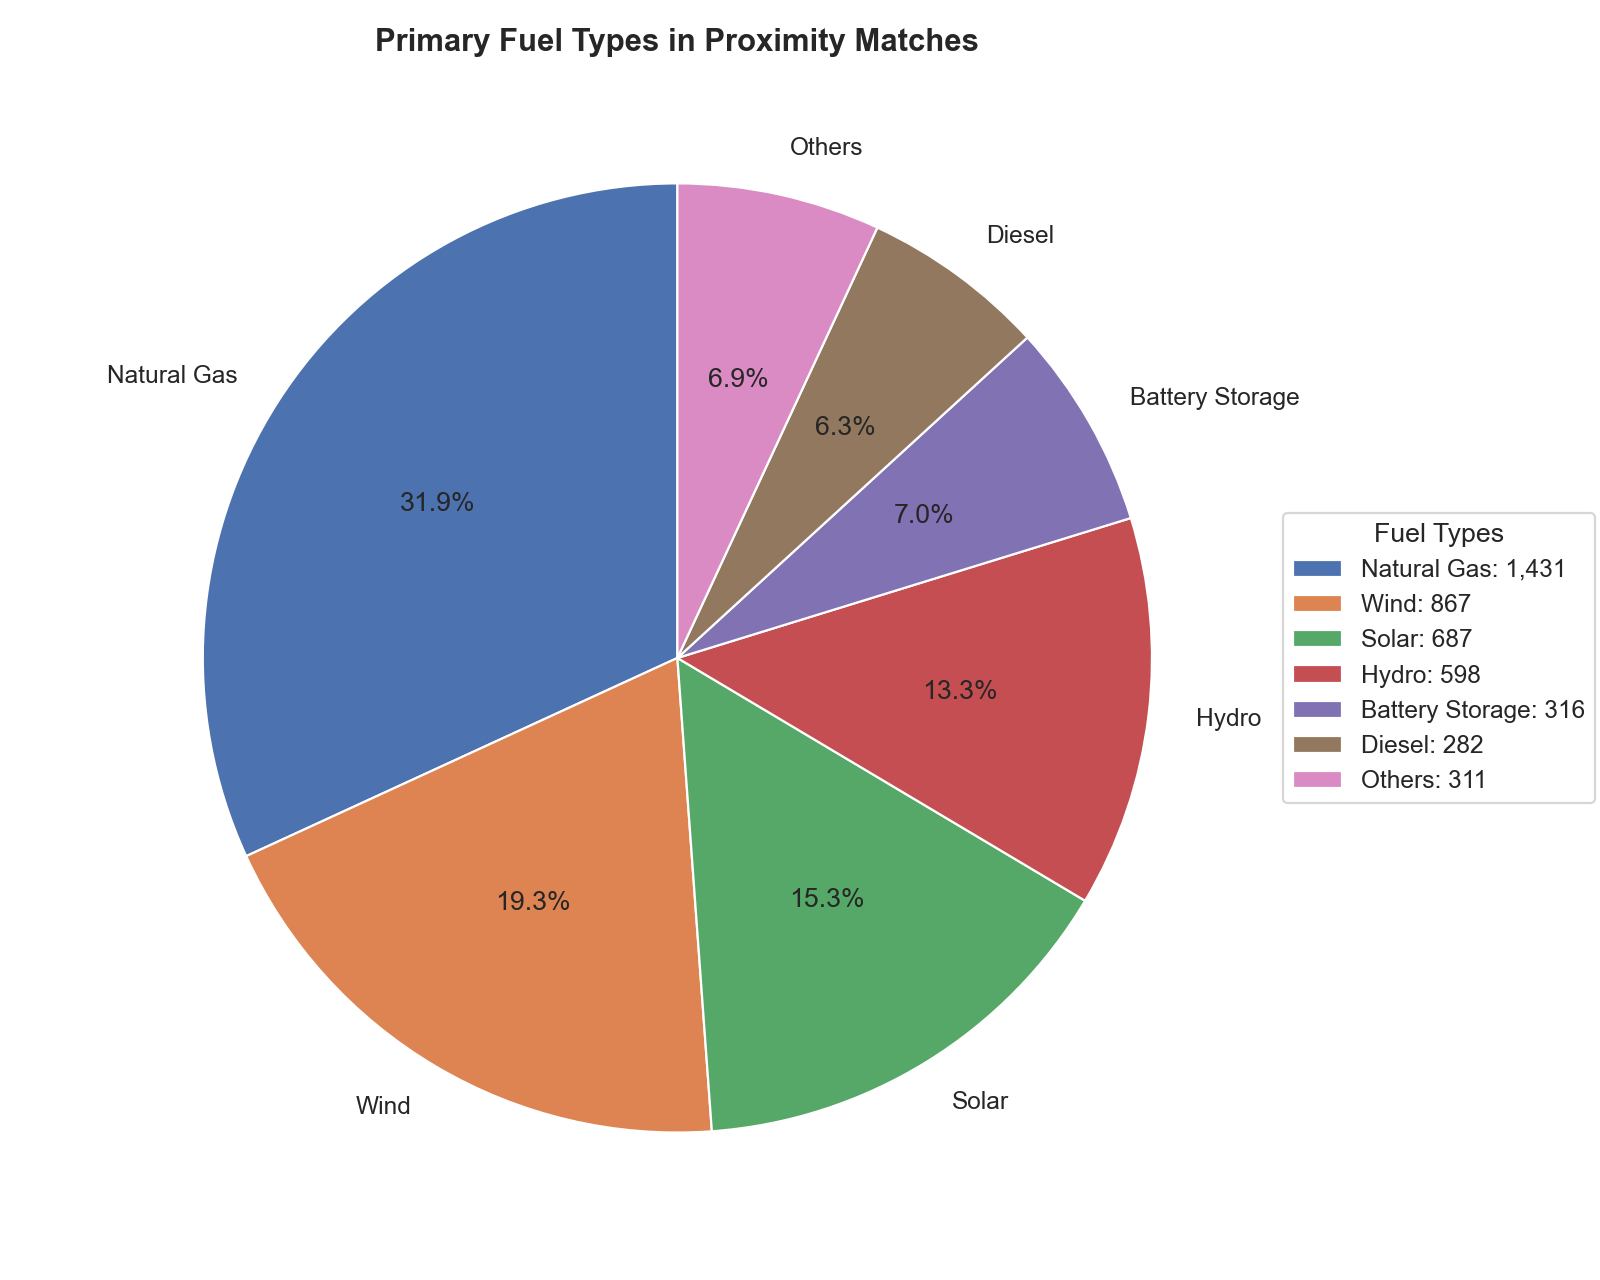 Primary Fuel Types in Proximity Matches
Others
Diesel
Natural Gas
Battery Storage
6.9%
6.3%
31.9%
7.0%
13.3%
Hydro
19.3%
15.3%
Wind
Solar
Fuel Types
Natural Gas: 1,431
Wind: 867
Solar: 687
Hydro: 598
Battery Storage: 316
Diesel: 282
Others: 311